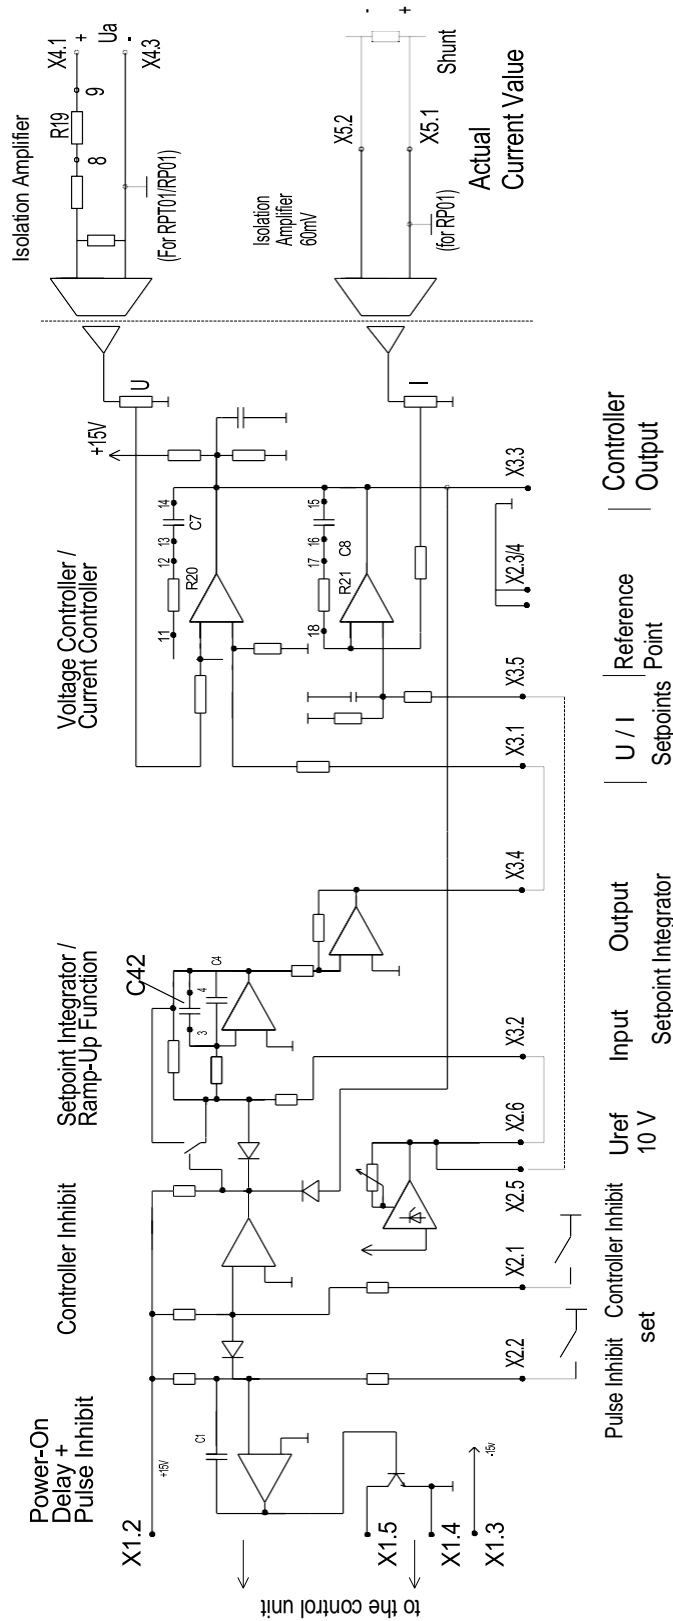 Power-On
Delay +
Pulse Inhibit
Controller Inhibit
Setpoint Integrator /
Ramp-Up Function
Voltage Controller /
Current Controller
Isolation Amplifier
X1.2
+15V
C1
C42
3
4
C4
11
12
13
14
R20
C7
+15V
U
8
R19
9
X4.1
+
Ua
-
X4.3
(For RPT01/RP01)
18
17
16
15
R21
C8
I
Isolation
Amplifier
60mV
X5.2
X5.1
(for RP01)
Shunt
-
+
Actual
Current Value
to the control unit
X1.5
X1.4
X1.3
-15v
X2.2
X2.1
X2.5
X2.6
X3.2
X3.4
X3.1
X3.5
X2.3/4
X3.3
Pulse Inhibit
Controller Inhibit
set
Uref
10 V
Input
Output
Setpoint Integrator
U / I
Setpoints
Reference
Point
Controller
Output